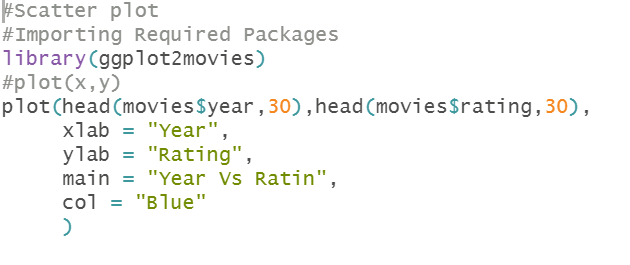 #Scatter plot
#Importing Required Packages
library(ggplot2movies)
#plot(x,y)
plot(head(movies$year,30),head(movies$rating,30),
xlab = "Year",
ylab = "Rating",
main = "Year Vs Ratin",
col = "Blue"
)